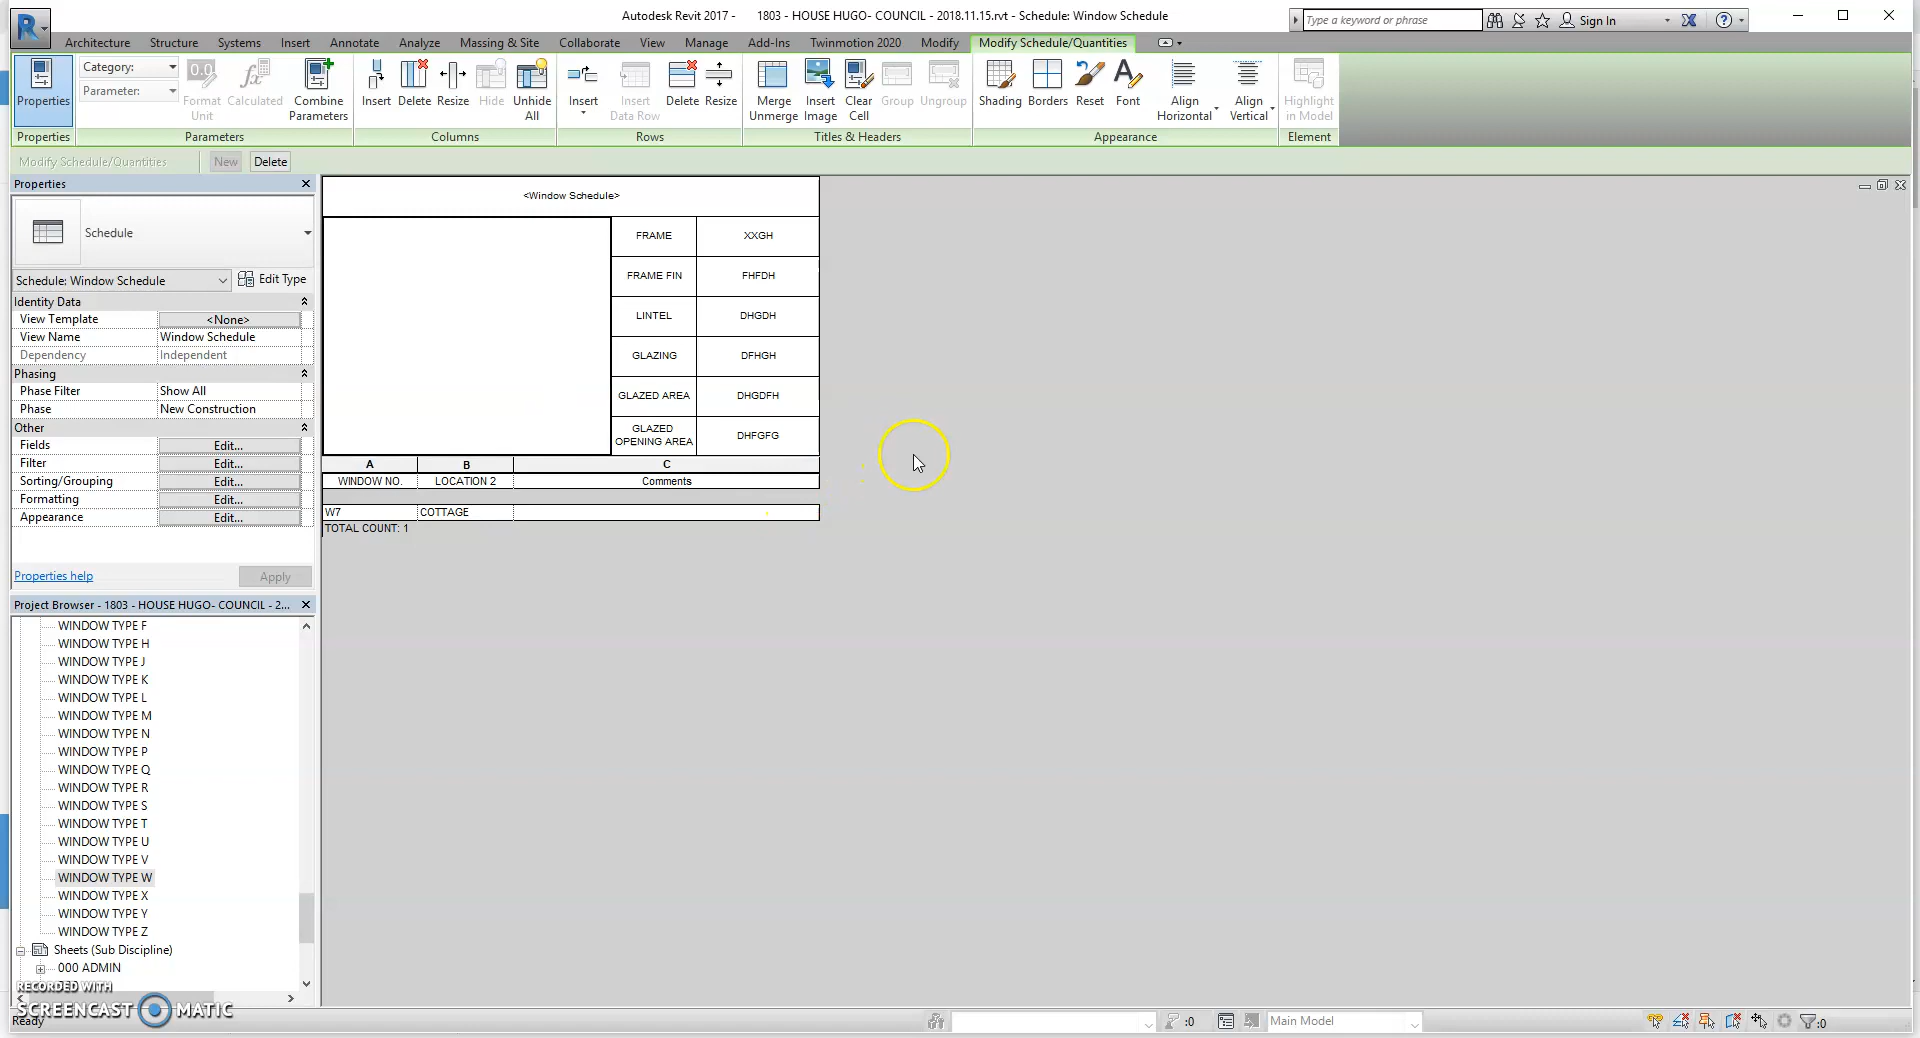 Autodesk Revit 2017 - 1803 - HOUSE HUGO- COUNCIL - 2018.11.15.rvt - Schedule: Window Schedule
Type a keyword or phrase
Sign In
Architecture Structure Systems Insert Annotate Analyze Massing & Site Collaborate View Manage Add-Ins Twinmotion 2020 Modify Modify Schedule/Quantities
Properties
Category:
Parameter:
Format Unit
Calculated
Combine Parameters
Insert
Delete
Resize
Hide
Unhide All
Insert
Insert Data Row
Delete
Resize
Merge Unmerge
Insert Image
Clear Cell
Group
Ungroup
Shading
Borders
Reset
Font
Align Horizontal
Align Vertical
Highlight in Model
Properties Parameters Columns Rows Titles & Headers Appearance Element
Modify Schedule/Quantities New Delete
Properties
Schedule
Schedule: Window Schedule Edit Type
Identity Data
View Template <None>
View Name Window Schedule
Dependency Independent
Phasing
Phase Filter Show All
Phase New Construction
Other
Fields Edit...
Filter Edit...
Sorting/Grouping Edit...
Formatting Edit...
Appearance Edit...
Properties help Apply
Project Browser - 1803 - HOUSE HUGO- COUNCIL - 2...
WINDOW TYPE F
WINDOW TYPE H
WINDOW TYPE J
WINDOW TYPE K
WINDOW TYPE L
WINDOW TYPE M
WINDOW TYPE N
WINDOW TYPE P
WINDOW TYPE Q
WINDOW TYPE R
WINDOW TYPE S
WINDOW TYPE T
WINDOW TYPE U
WINDOW TYPE V
WINDOW TYPE W
WINDOW TYPE X
WINDOW TYPE Y
WINDOW TYPE Z
Sheets (Sub Discipline)
000 ADMIN
RECORDED WITH
SCREENCAST MATIC
<Window Schedule>
FRAME XXGH
FRAME FIN FHFDH
LINTEL DHGDH
GLAZING DFHGH
GLAZED AREA DHGDFH
GLAZED
OPENING AREA DHFGFG
A B C
WINDOW NO. LOCATION 2 Comments
W7 COTTAGE
TOTAL COUNT: 1
Ready
:0
Main Model
:0